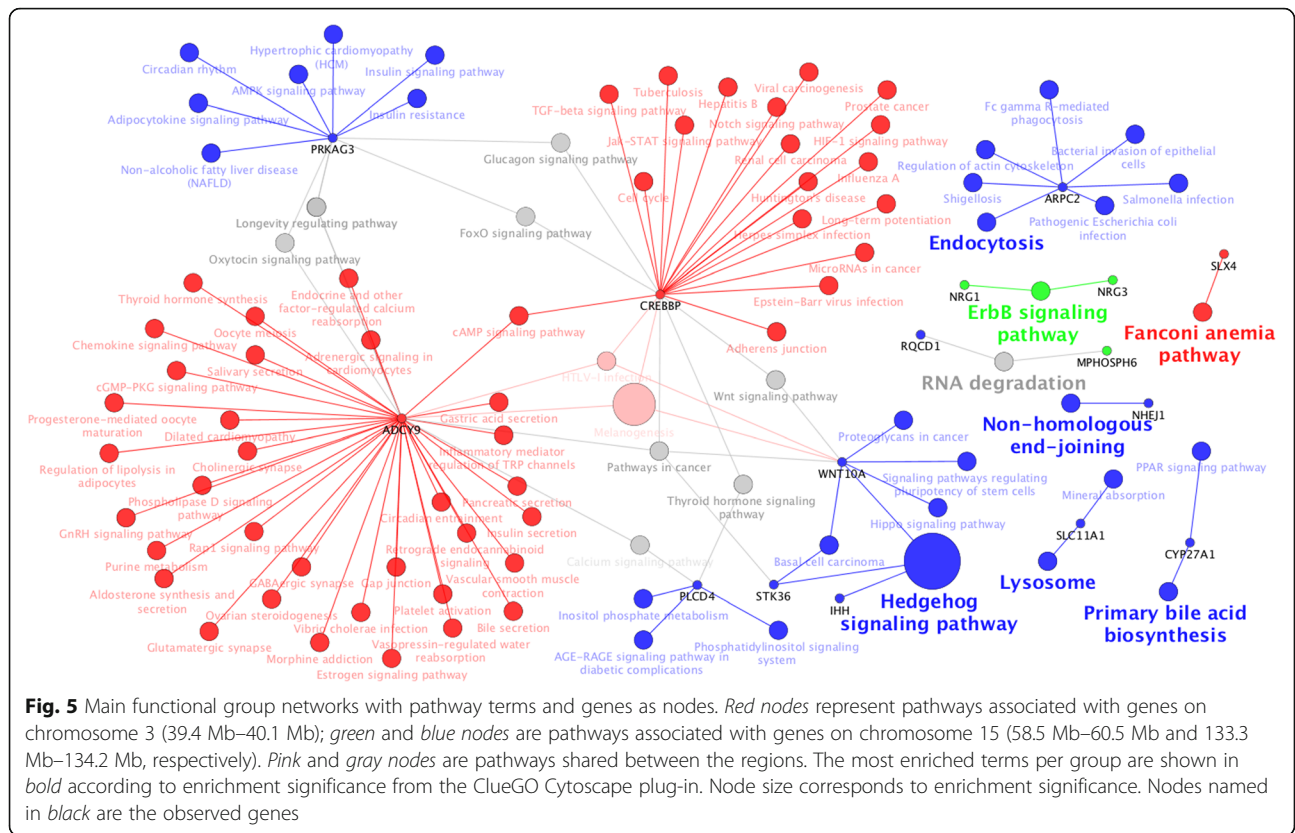 Hypertrophic cardiomyopathy
(HCM)
Circadian rhythm
Insulin signaling pathway
AMPK signaling pathway
Adipocytokine signaling pathway
Insulin resistance
PRKAG3
Non-alcoholic fatty liver disease
(NAFLD)
Glucagon signaling pathway
Longevity regulating pathway
FoxO signaling pathway
Oxytocin signaling pathway
Tuberculosis
Viral carcinogenesis
TGF-beta signaling pathway
Hepatitis B
Prostate cancer
Notch signaling pathway
Jak-STAT signaling pathway
HIF-1 signaling pathway
Renal cell carcinoma
Influenza A
Cell cycle
Huntington's disease
Long-term potentiation
Herpes simplex infection
MicroRNAs in cancer
Epstein-Barr virus infection
CREBBP
Adherens junction
Fc gamma R-mediated
phagocytosis
Bacterial invasion of epithelial
cells
Regulation of actin cytoskeleton
ARPC2
Shigellosis
Salmonella infection
Pathogenic Escherichia coli
infection
Endocytosis
SLX4
NRG1
NRG3
ErbB signaling
pathway
Fanconi anemia
pathway
RQCD1
MPHOSPH6
RNA degradation
Non-homologous
end-joining
NHEJ1
Thyroid hormone synthesis
Endocrine and other
factor-regulated calcium
reabsorption
Oocyte meiosis
cAMP signaling pathway
Chemokine signaling pathway
Adrenergic signaling in
cardiomyocytes
Salivary secretion
cGMP-PKG signaling pathway
HTLV-I infection
Wnt signaling pathway
Progesterone-mediated oocyte
maturation
ADCY9
Gastric acid secretion
Melanogenesis
Dilated cardiomyopathy
Inflammatory mediator
regulation of TRP channels
Cholinergic synapse
Regulation of lipolysis in
adipocytes
Pathways in cancer
WNT10A
Proteoglycans in cancer
Signaling pathways regulating
pluripotency of stem cells
PPAR signaling pathway
Mineral absorption
Phospholipase D signaling
pathway
Pancreatic secretion
Thyroid hormone signaling
pathway
GnRH signaling pathway
Circadian entrainment
Insulin secretion
Hippo signaling pathway
SLC11A1
Rap1 signaling pathway
Retrograde endocannabinoid
signaling
Calcium signaling pathway
Basal cell carcinoma
CYP27A1
Purine metabolism
GABAergic synapse
Gap junction
Vascular smooth muscle
contraction
Lysosome
Aldosterone synthesis and
secretion
PLCD4
STK36
IHH
Hedgehog
signaling pathway
Primary bile acid
biosynthesis
Ovarian steroidogenesis
Platelet activation
Inositol phosphate metabolism
Vibrio cholerae infection
Bile secretion
Glutamatergic synapse
Vasopressin-regulated water
reabsorption
Phosphatidylinositol signaling
system
Morphine addiction
AGE-RAGE signaling pathway in
diabetic complications
Estrogen signaling pathway
Fig. 5 Main functional group networks with pathway terms and genes as nodes. Red nodes represent pathways associated with genes on
chromosome 3 (39.4 Mb–40.1 Mb); green and blue nodes are pathways associated with genes on chromosome 15 (58.5 Mb–60.5 Mb and 133.3
Mb–134.2 Mb, respectively). Pink and gray nodes are pathways shared between the regions. The most enriched terms per group are shown in
bold according to enrichment significance from the ClueGO Cytoscape plug-in. Node size corresponds to enrichment significance. Nodes named
in black are the observed genes